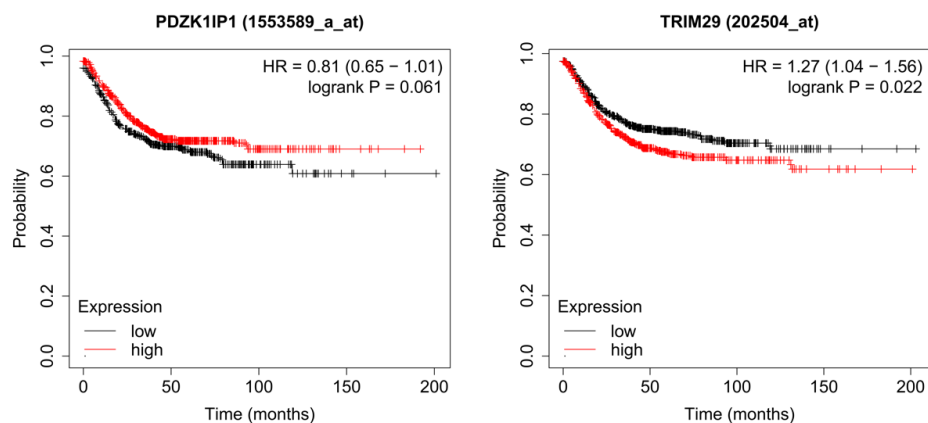 PDZK1IP1 (1553589_a_at)
HR = 0.81 (0.65 − 1.01)
logrank P = 0.061
Probability
1.0
0.8
0.6
0.4
0.2
0.0
Expression
low
high
0 50 100 150 200
Time (months)
TRIM29 (202504_at)
HR = 1.27 (1.04 − 1.56)
logrank P = 0.022
Probability
1.0
0.8
0.6
0.4
0.2
0.0
Expression
low
high
0 50 100 150 200
Time (months)